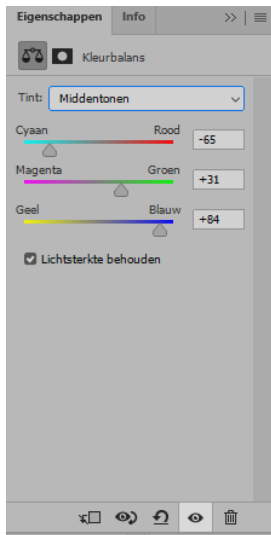 Eigenschappen Info
Kleurbalans
Tint: Middentonen
Cyaan Rood -65
Magenta Groen +31
Geel Blauw +84
Lichtsterkte behouden